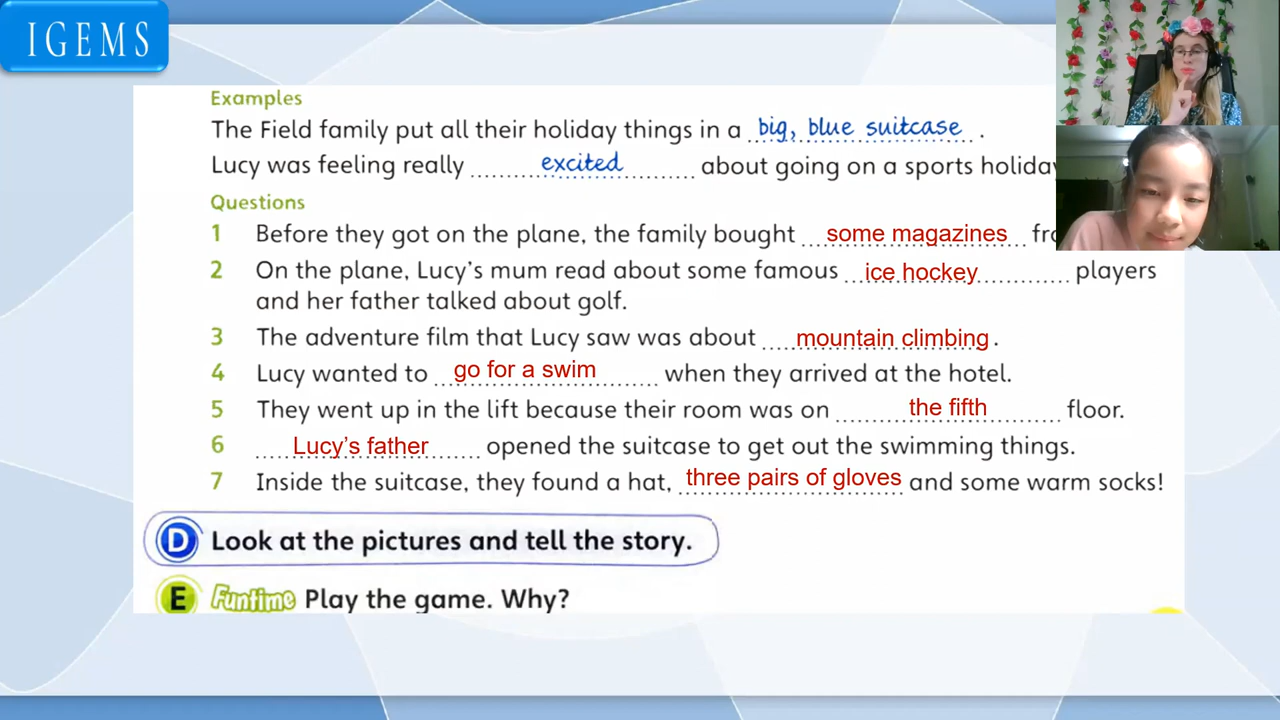 IGEMS
Examples
The Field family put all their holiday things in a big, blue suitcase .
Lucy was feeling really excited about going on a sports holiday
Questions
1 Before they got on the plane, the family bought some magazines
2 On the plane, Lucy's mum read about some famous ice hockey players
and her father talked about golf.
3 The adventure film that Lucy saw was about mountain climbing .
4 Lucy wanted to go for a swim when they arrived at the hotel.
5 They went up in the lift because their room was on the fifth floor.
6 Lucy's father opened the suitcase to get out the swimming things.
7 Inside the suitcase, they found a hat, three pairs of gloves and some warm socks!
D Look at the pictures and tell the story.
E Funtime Play the game. Why?